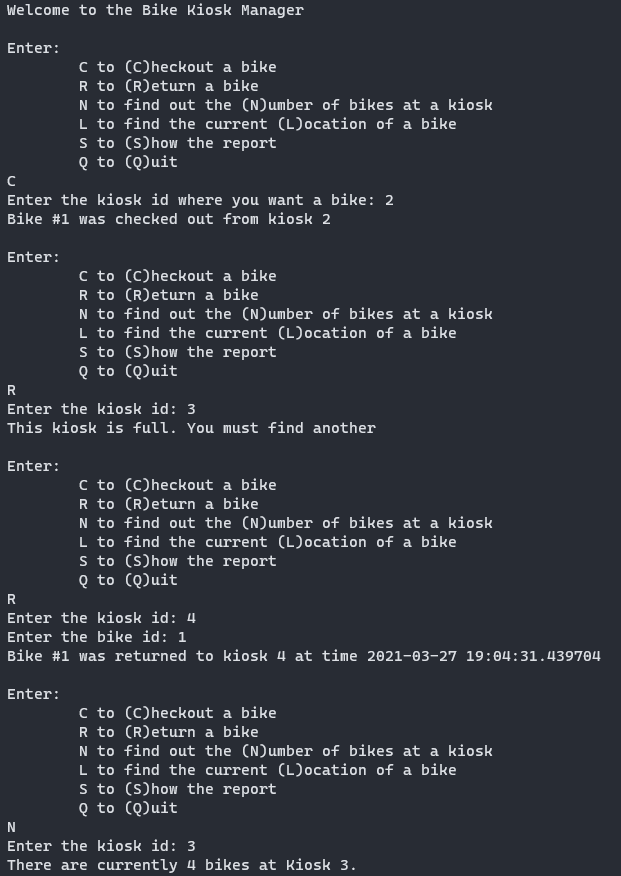 Welcome to the Bike Kiosk Manager
Enter:
C to (C)heckout a bike
R to (R)eturn a bike
N to find out the (N)umber of bikes at a kiosk
L to find the current (L)ocation of a bike
S to (S)how the report
Q to (Q)uit
C
Enter the kiosk id where you want a bike: 2
Bike #1 was checked out from kiosk 2
Enter:
C to (C)heckout a bike
R to (R)eturn a bike
N to find out the (N)umber of bikes at a kiosk
L to find the current (L)ocation of a bike
S to (S)how the report
Q to (Q)uit
R
Enter the kiosk id: 3
This kiosk is full. You must find another
Enter:
C to (C)heckout a bike
R to (R)eturn a bike
N to find out the (N)umber of bikes at a kiosk
L to find the current (L)ocation of a bike
S to (S)how the report
Q to (Q)uit
R
Enter the kiosk id: 4
Enter the bike id: 1
Bike #1 was returned to kiosk 4 at time 2021-03-27 19:04:31.439704
Enter:
C to (C)heckout a bike
R to (R)eturn a bike
N to find out the (N)umber of bikes at a kiosk
L to find the current (L)ocation of a bike
S to (S)how the report
Q to (Q)uit
N
Enter the kiosk id: 3
There are currently 4 bikes at Kiosk 3.